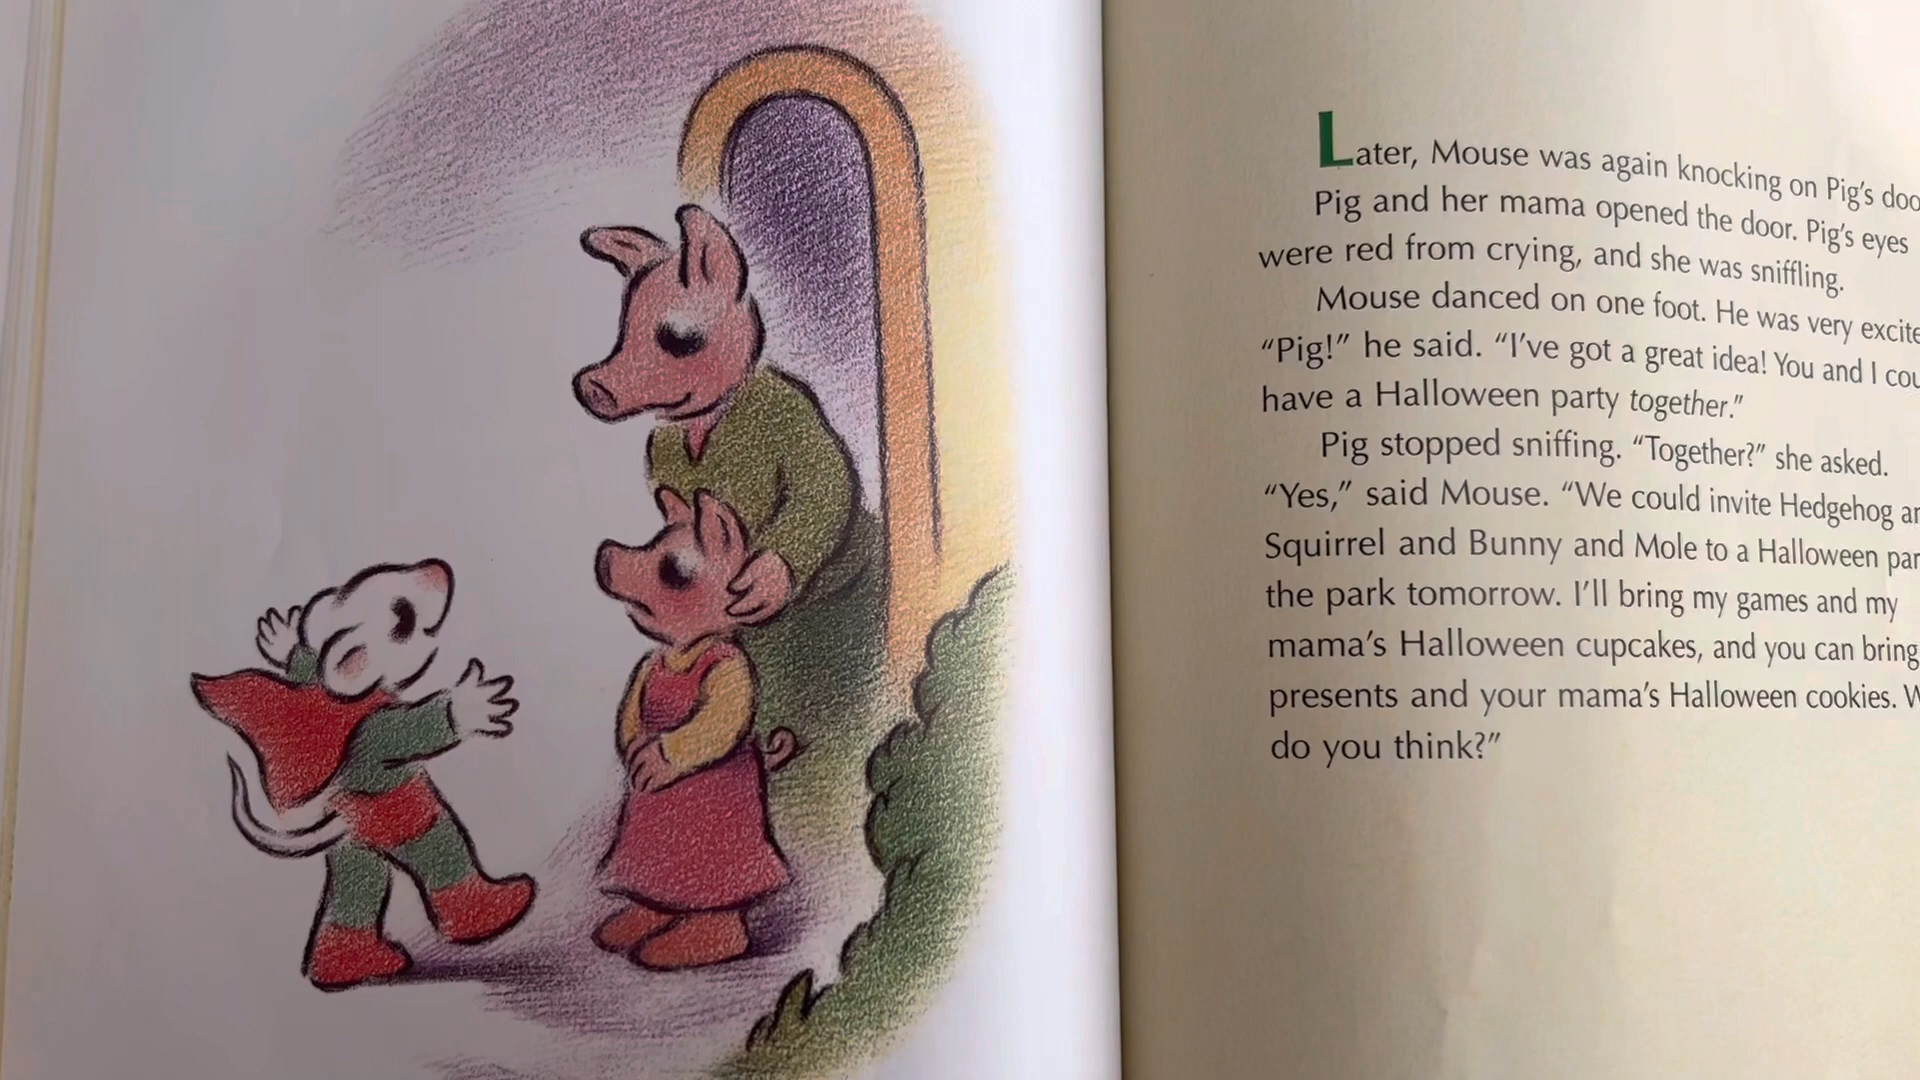 Later, Mouse was again knocking on Pig's doo
Pig and her mama opened the door. Pig's eyes
were red from crying, and she was sniffling.
Mouse danced on one foot. He was very excite
“Pig!” he said. “I've got a great idea! You and I cou
have a Halloween party together.”
Pig stopped sniffing. “Together?” she asked.
“Yes,” said Mouse. “We could invite Hedgehog an
Squirrel and Bunny and Mole to a Halloween par
the park tomorrow. I'll bring my games and my
mama's Halloween cupcakes, and you can bring
presents and your mama's Halloween cookies. W
do you think?”